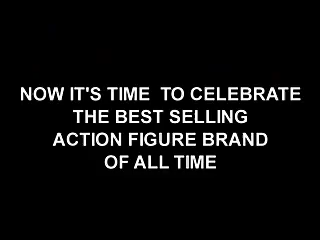 NOW IT'S TIME  TO CELEBRATE
THE BEST SELLING
ACTION FIGURE BRAND
OF ALL TIME